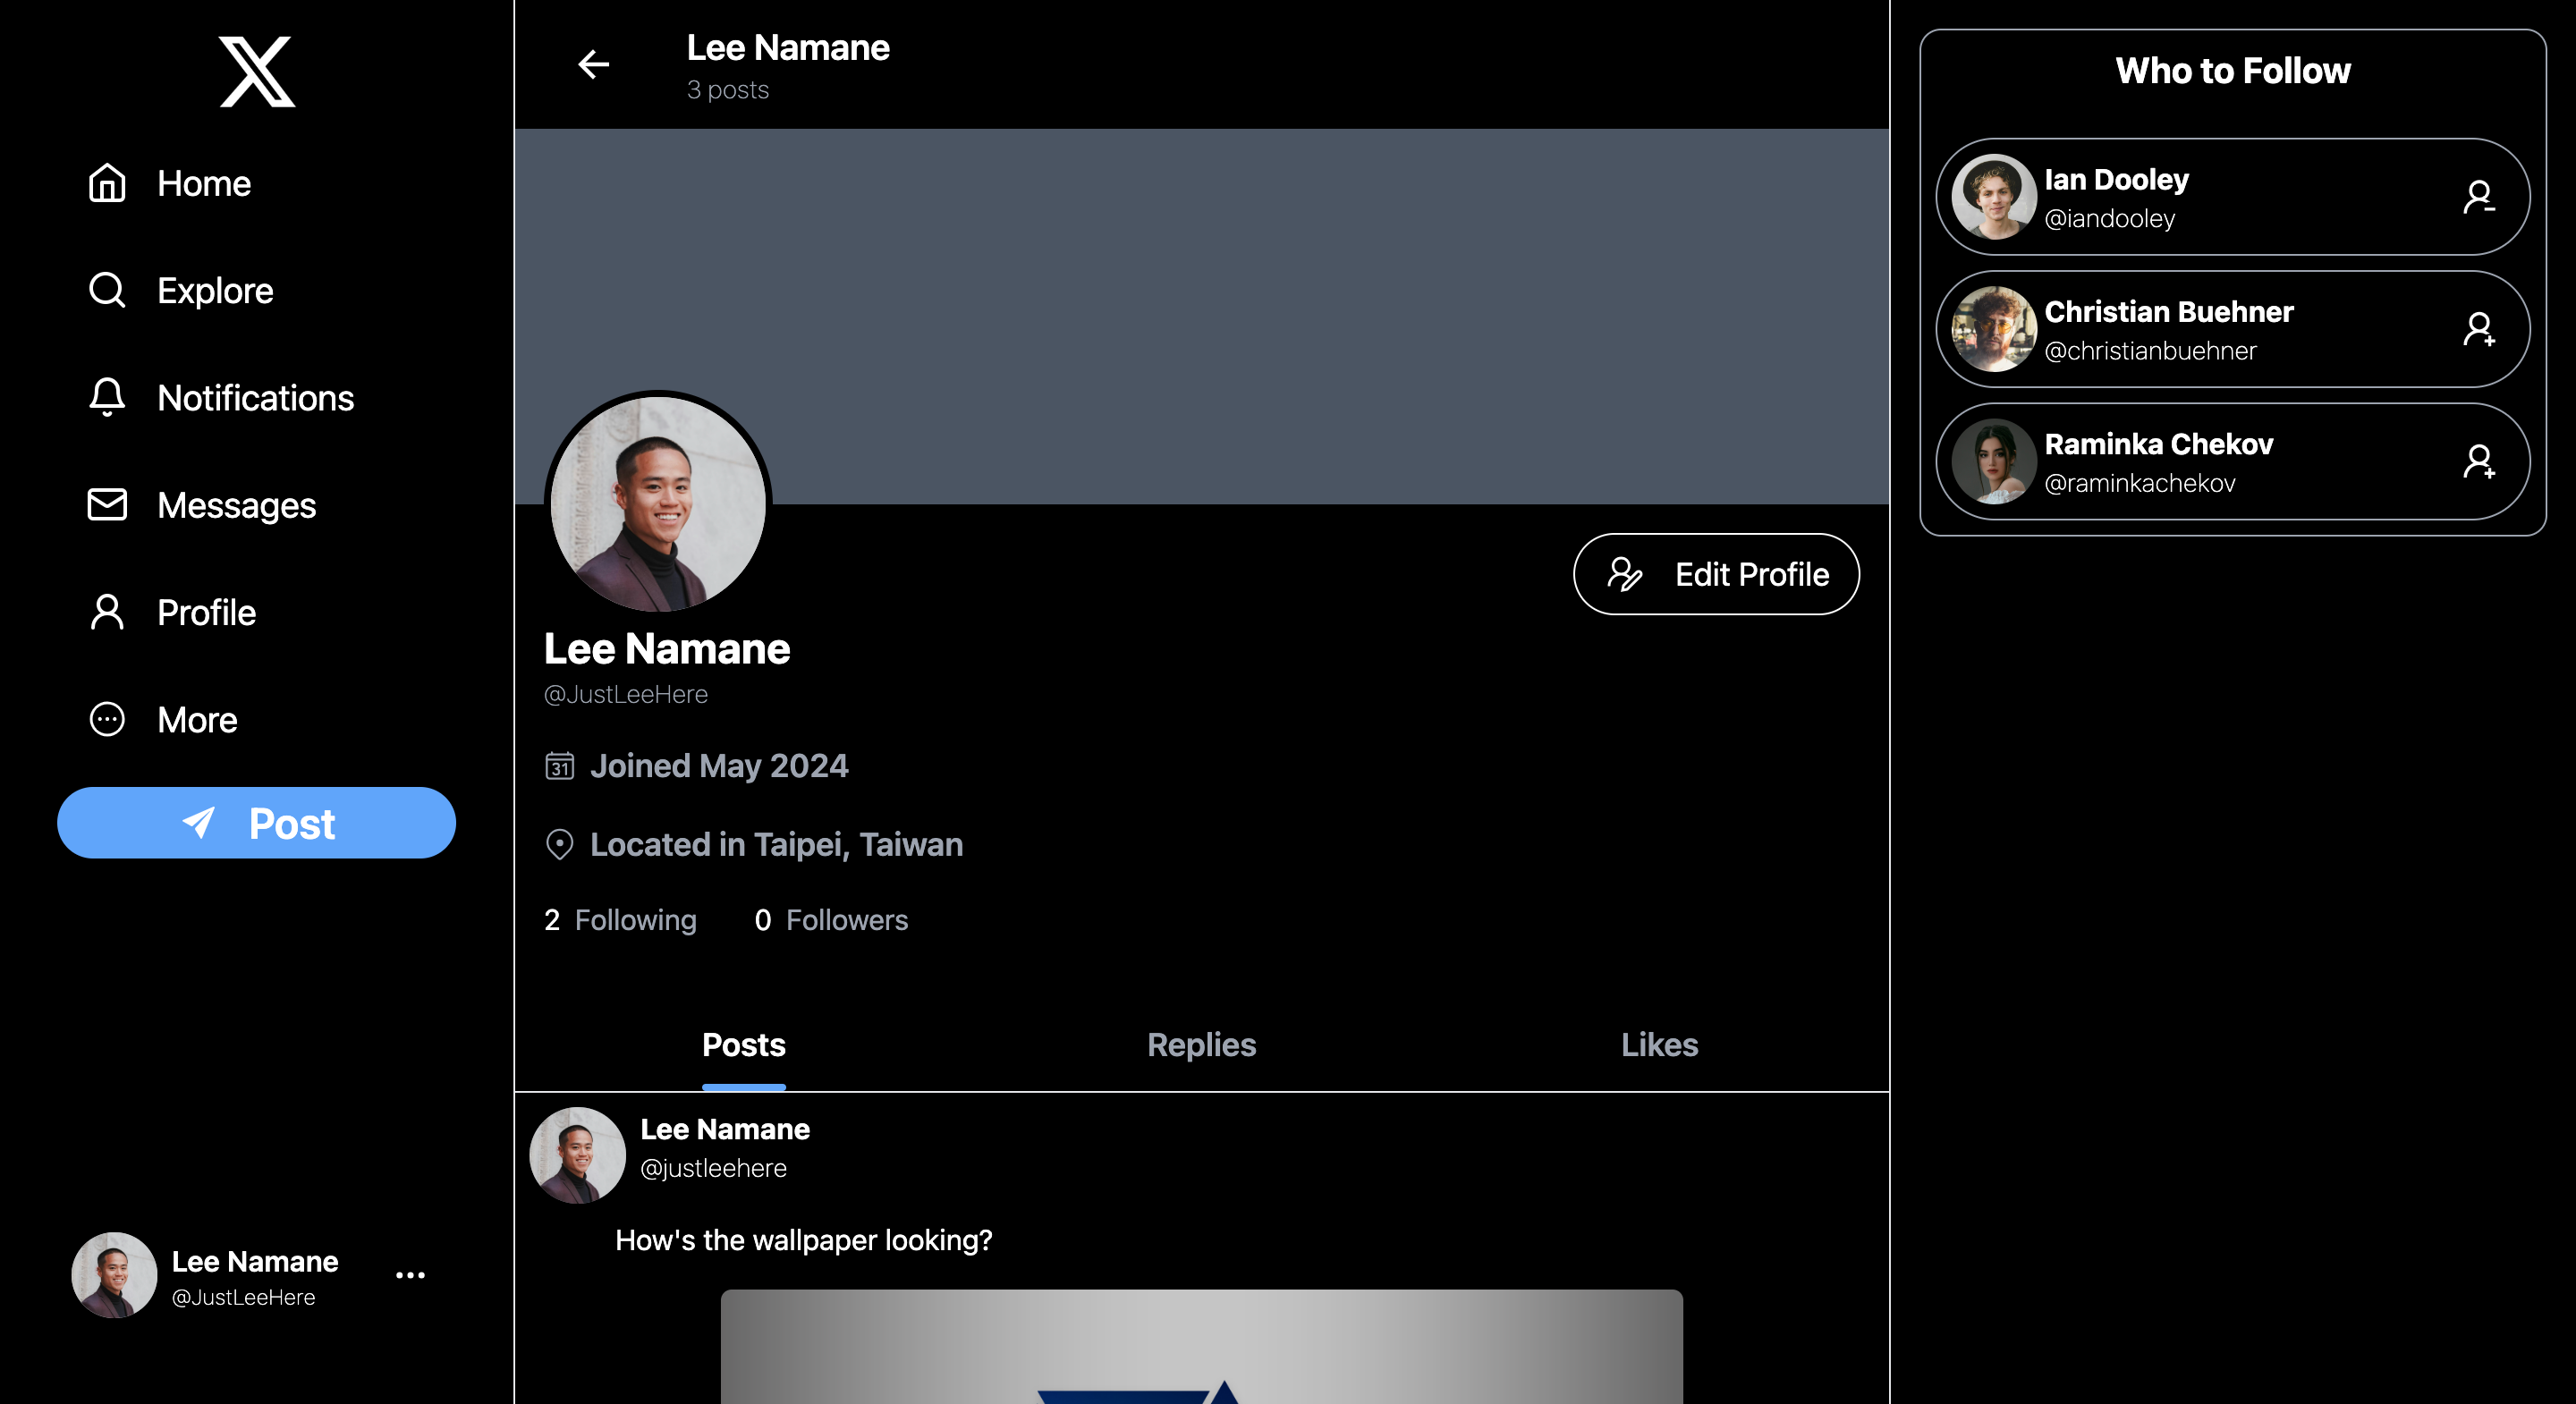 Home
Explore
Notifications
Messages
Profile
More
Post
Lee Namane
@JustLeeHere
Lee Namane
3 posts
Edit Profile
Lee Namane
@JustLeeHere
31
Joined May 2024
Located in Taipei, Taiwan
2 Following 0 Followers
Posts Replies Likes
Lee Namane
@justleehere
How's the wallpaper looking?
Who to Follow
Ian Dooley
@iandooley
Christian Buehner
@christianbuehner
Raminka Chekov
@raminkachekov